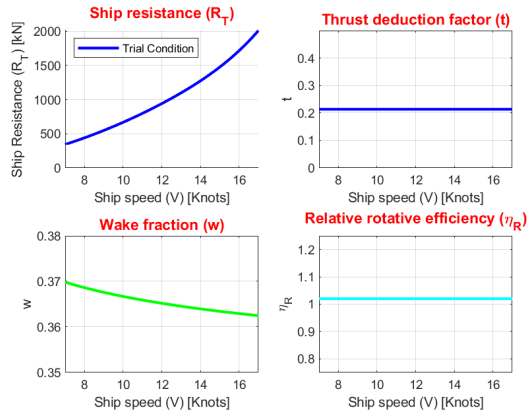 Ship resistance (R_T)
Ship Resistance (R_T) [kN]
2000
1500
1000
500
0
Trial Condition
8 10 12 14 16
Ship speed (V) [Knots]
Thrust deduction factor (t)
t
0.4
0.3
0.2
0.1
0
8 10 12 14 16
Ship speed (V) [Knots]
Wake fraction (w)
w
0.38
0.37
0.36
0.35
8 10 12 14 16
Ship speed (V) [Knots]
Relative rotative efficiency (η_R)
η_R
1.2
1.1
1
0.9
0.8
8 10 12 14 16
Ship speed (V) [Knots]